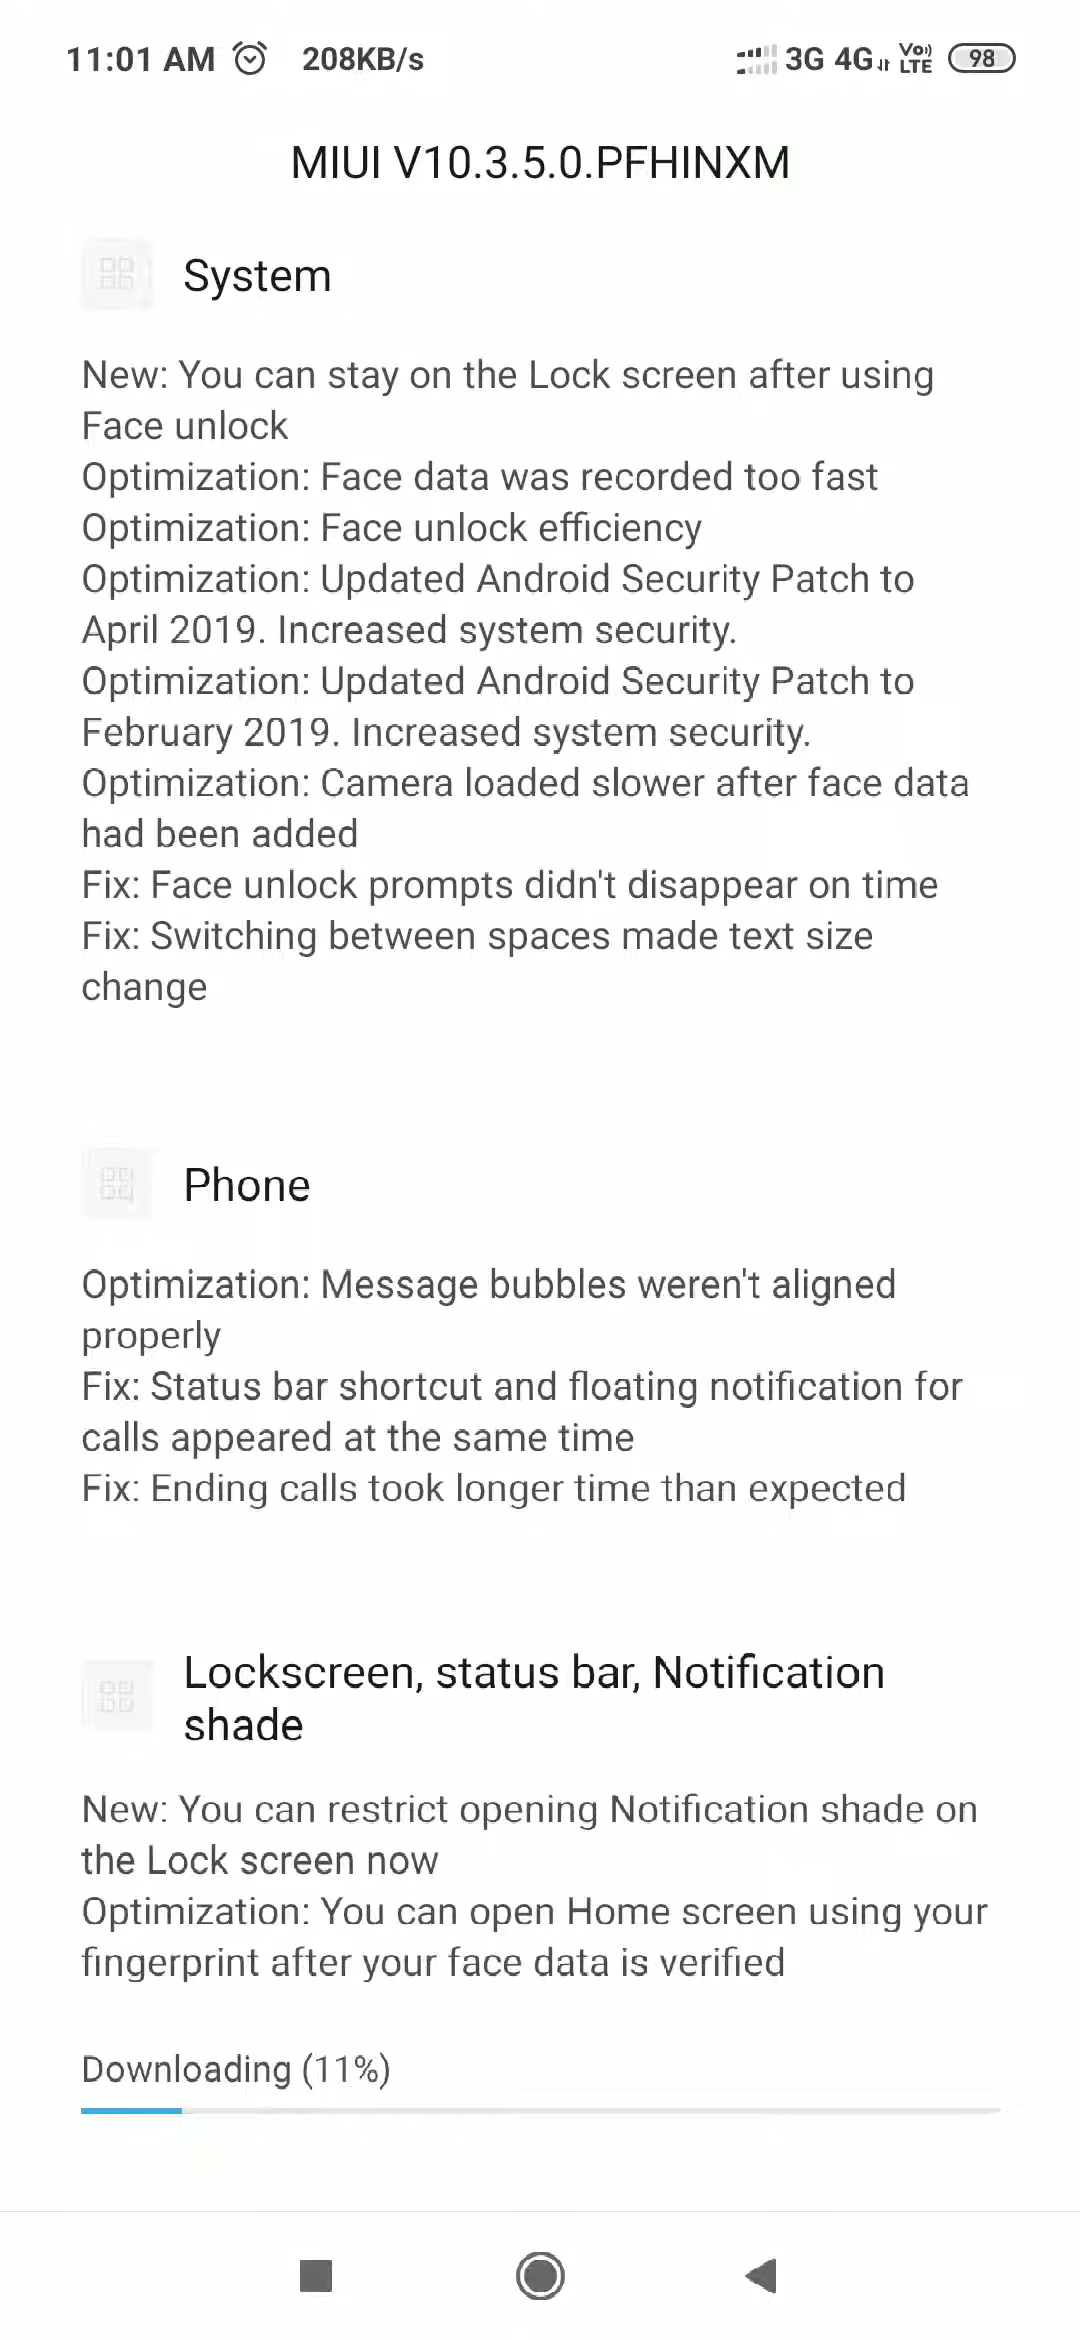 11:01 AM 208KB/s 3G 4G Vo) LTE 98
MIUI V10.3.5.0.PFHINXM
System
New: You can stay on the Lock screen after using
Face unlock
Optimization: Face data was recorded too fast
Optimization: Face unlock efficiency
Optimization: Updated Android Security Patch to
April 2019. Increased system security.
Optimization: Updated Android Security Patch to
February 2019. Increased system security.
Optimization: Camera loaded slower after face data
had been added
Fix: Face unlock prompts didn't disappear on time
Fix: Switching between spaces made text size
change
Phone
Optimization: Message bubbles weren't aligned
properly
Fix: Status bar shortcut and floating notification for
calls appeared at the same time
Fix: Ending calls took longer time than expected
Lockscreen, status bar, Notification
shade
New: You can restrict opening Notification shade on
the Lock screen now
Optimization: You can open Home screen using your
fingerprint after your face data is verified
Downloading (11%)